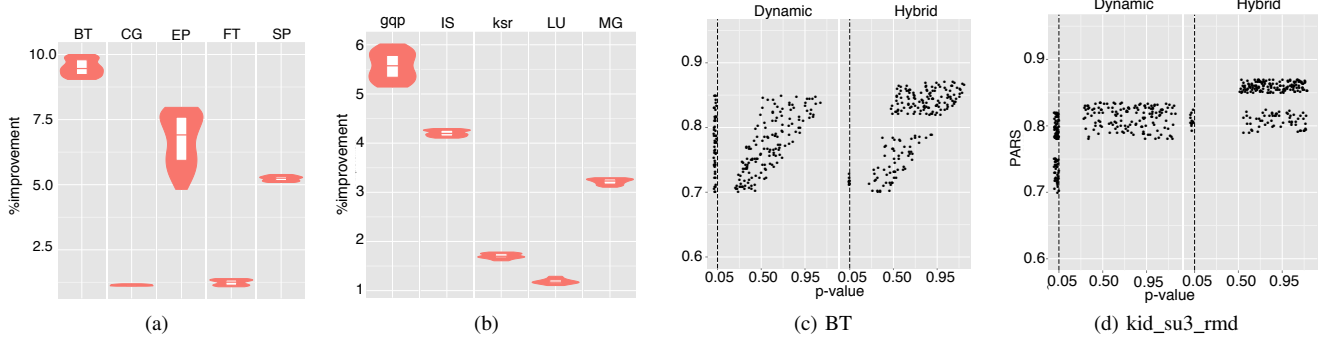 BT CG EP FT SP
%improvement
10.0
7.5
5.0
2.5
(a)
gqp IS ksr LU MG
%improvement
6
5
4
3
2
1
(b)
Dynamic Hybrid
0.9
0.8
0.7
0.6
0.05 0.50 0.95 0.05 0.50 0.95
p-value
(c) BT
Dynamic Hybrid
PARS
0.9
0.8
0.7
0.6
0.05 0.50 0.95 0.05 0.50 0.95
p-value
(d) kid_su3_rmd